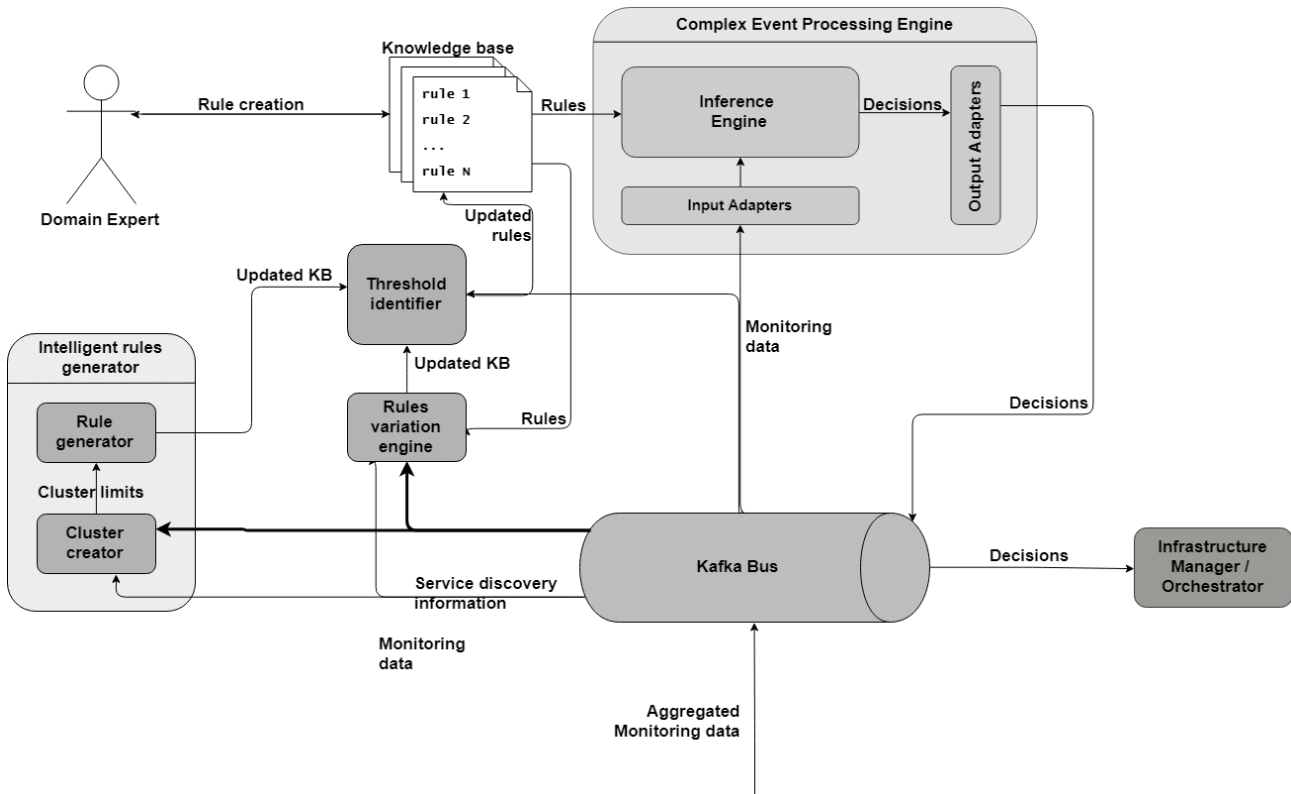 Complex Event Processing Engine
Knowledge base
rule 1
rule 2
...
rule N
Rule creation
Rules
Inference
Engine
Decisions
Output Adapters
Input Adapters
Domain Expert
Updated
rules
Updated KB
Threshold
identifier
Monitoring
data
Intelligent rules
generator
Updated KB
Rule
generator
Rules
variation
engine
Rules
Decisions
Cluster limits
Cluster
creator
Kafka Bus
Decisions
Infrastructure
Manager /
Orchestrator
Service discovery
information
Monitoring
data
Aggregated
Monitoring data